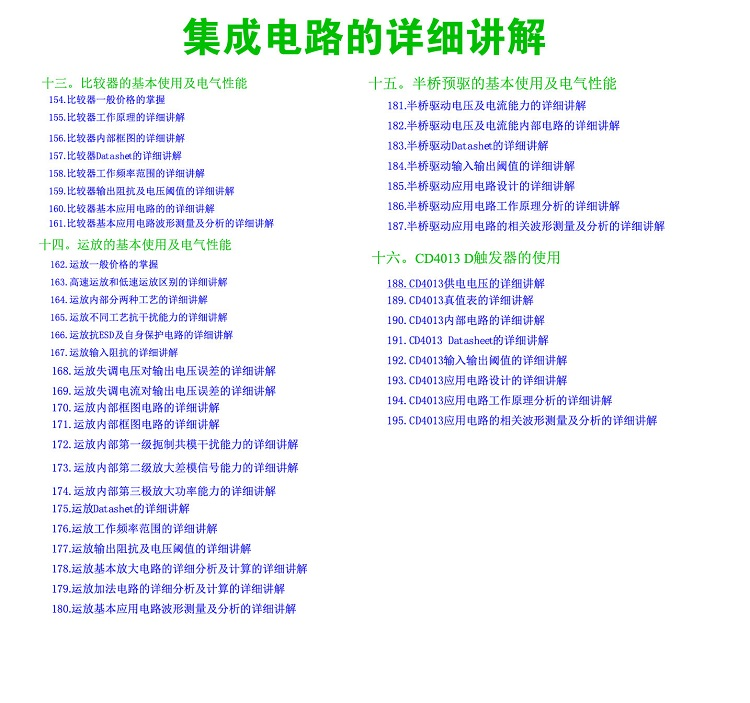 集成电路的详细讲解
十三。比较器的基本使用及电气性能
154.比较器一般价格的掌握
155.比较器工作原理的详细讲解
156.比较器内部框图的详细讲解
157.比较器Datashet的详细讲解
158.比较器工作频率范围的详细讲解
159.比较器输出阻抗及电压阈值的详细讲解
160.比较器基本应用电路的的详细讲解
161.比较器基本应用电路波形测量及分析的详细讲解
十四。运放的基本使用及电气性能
162.运放一般价格的掌握
163.高速运放和低速运放区别的详细讲解
164.运放内部分两种工艺的详细讲解
165.运放不同工艺抗干扰能力的详细讲解
166.运放抗ESD及自身保护电路的详细讲解
167.运放输入阻抗的详细讲解
168.运放失调电压对输出电压误差的详细讲解
169.运放失调电流对输出电压误差的详细讲解
170.运放内部框图电路的详细讲解
171.运放内部框图电路的详细讲解
172.运放内部第一级扼制共模干扰能力的详细讲解
173.运放内部第二级放大差模信号能力的详细讲解
174.运放内部第三极放大功率能力的详细讲解
175.运放Datashet的详细讲解
176.运放工作频率范围的详细讲解
177.运放输出阻抗及电压阈值的详细讲解
178.运放基本放大电路的详细分析及计算的详细讲解
179.运放加法电路的详细分析及计算的详细讲解
180.运放基本应用电路波形测量及分析的详细讲解
十五。半桥预驱的基本使用及电气性能
181.半桥驱动电压及电流能力的详细讲解
182.半桥驱动电压及电流能内部电路的详细讲解
183.半桥驱动Datashet的详细讲解
184.半桥驱动输入输出阈值的详细讲解
185.半桥驱动应用电路设计的详细讲解
186.半桥驱动应用电路工作原理分析的详细讲解
187.半桥驱动应用电路的相关波形测量及分析的详细讲解
十六。CD4013 D触发器的使用
188.CD4013供电电压的详细讲解
189.CD4013真值表的详细讲解
190.CD4013内部电路的详细讲解
191.CD4013 Datasheet的详细讲解
192.CD4013输入输出阈值的详细讲解
193.CD4013应用电路设计的详细讲解
194.CD4013应用电路工作原理分析的详细讲解
195.CD4013应用电路的相关波形测量及分析的详细讲解